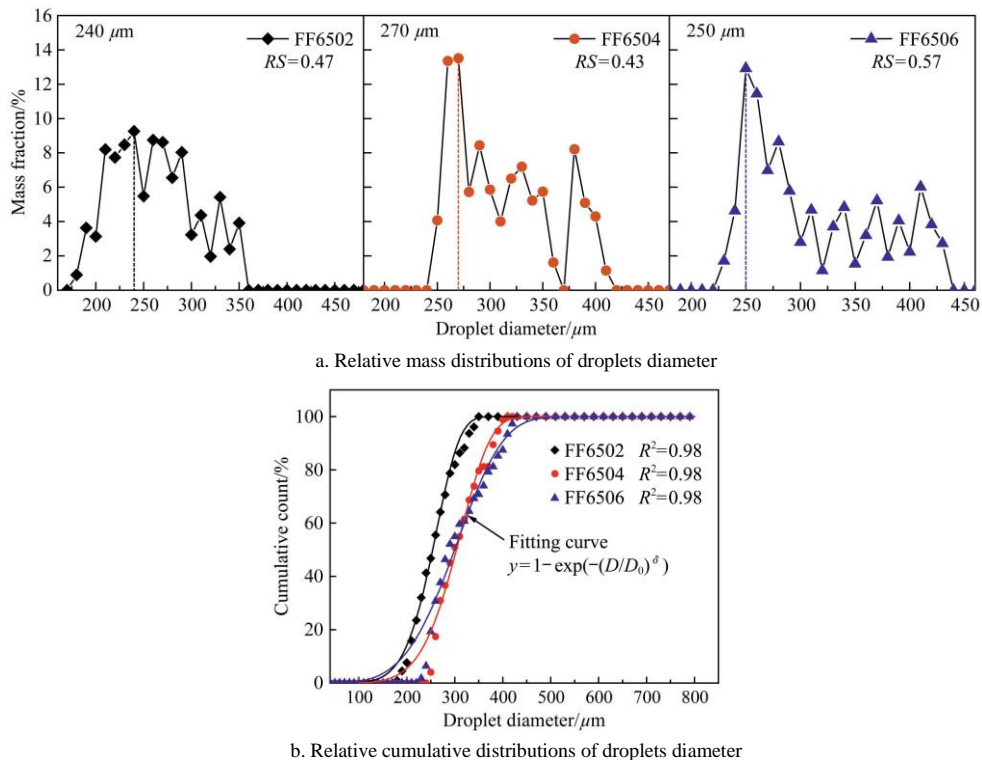 16
14
12
10
8
6
4
2
0
Mass fraction/%
240 μm
FF6502
RS=0.47
270 μm
FF6504
RS=0.43
250 μm
FF6506
RS=0.57
200 250 300 350 400 450
250 300 350 400 450
200 250 300 350 400 450
Droplet diameter/μm
a. Relative mass distributions of droplets diameter
100
80
60
40
20
0
Cumulative count/%
FF6502 R²=0.98
FF6504 R²=0.98
FF6506 R²=0.98
Fitting curve
y=1−exp(−(D/D₀)^δ)
100 200 300 400 500 600 700 800
Droplet diameter/μm
b. Relative cumulative distributions of droplets diameter